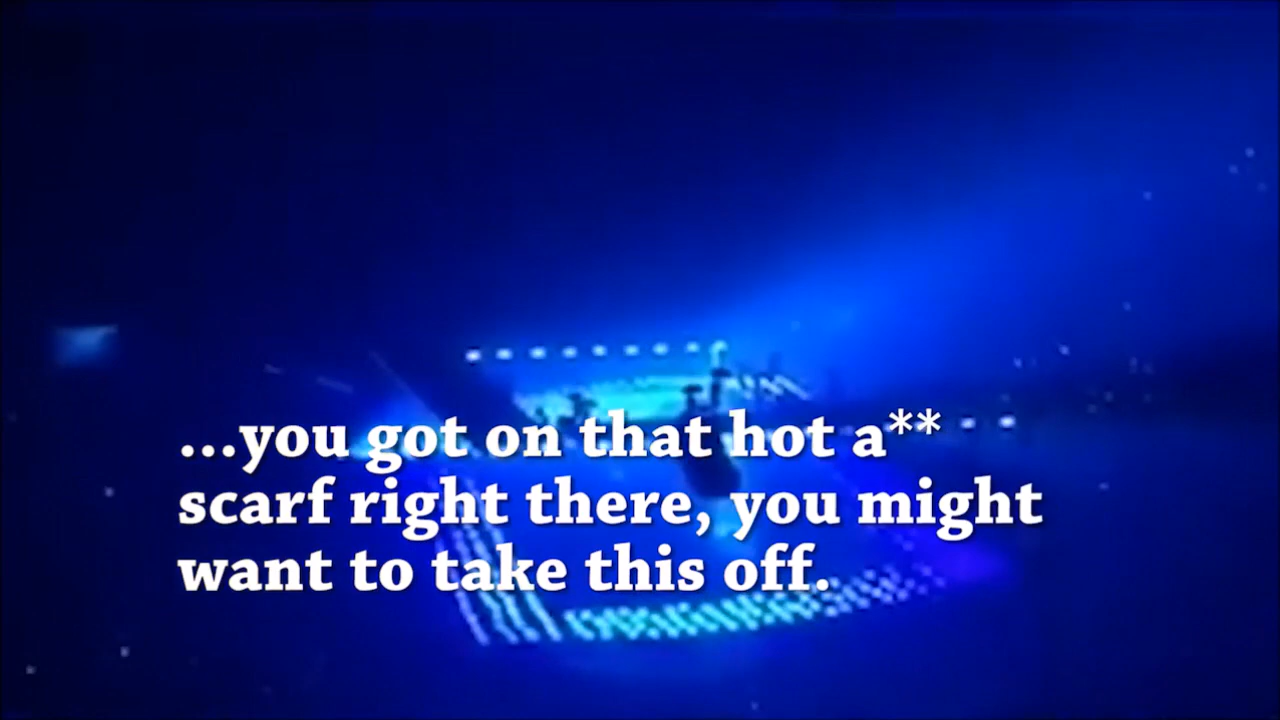 ...you got on that hot a**
scarf right there, you might
want to take this off.